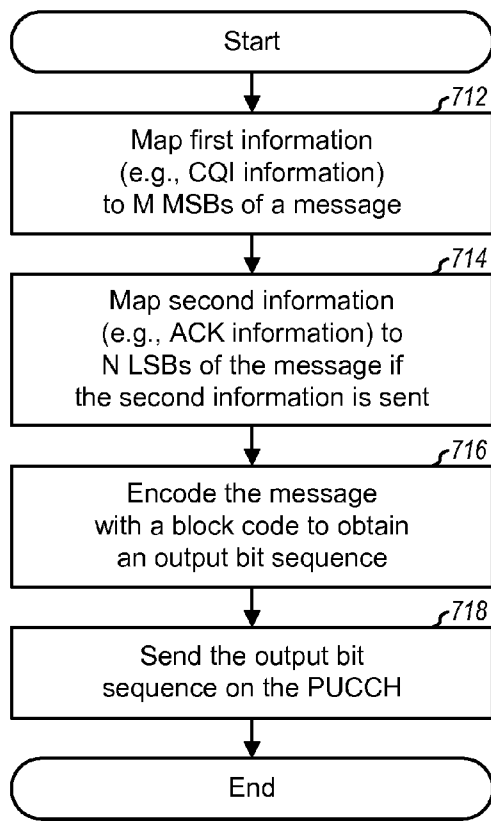 Start
712
Map first information
(e.g., CQI information)
to M MSBs of a message
714
Map second information
(e.g., ACK information) to
N LSBs of the message if
the second information is sent
716
Encode the message
with a block code to obtain
an output bit sequence
718
Send the output bit
sequence on the PUCCH
End